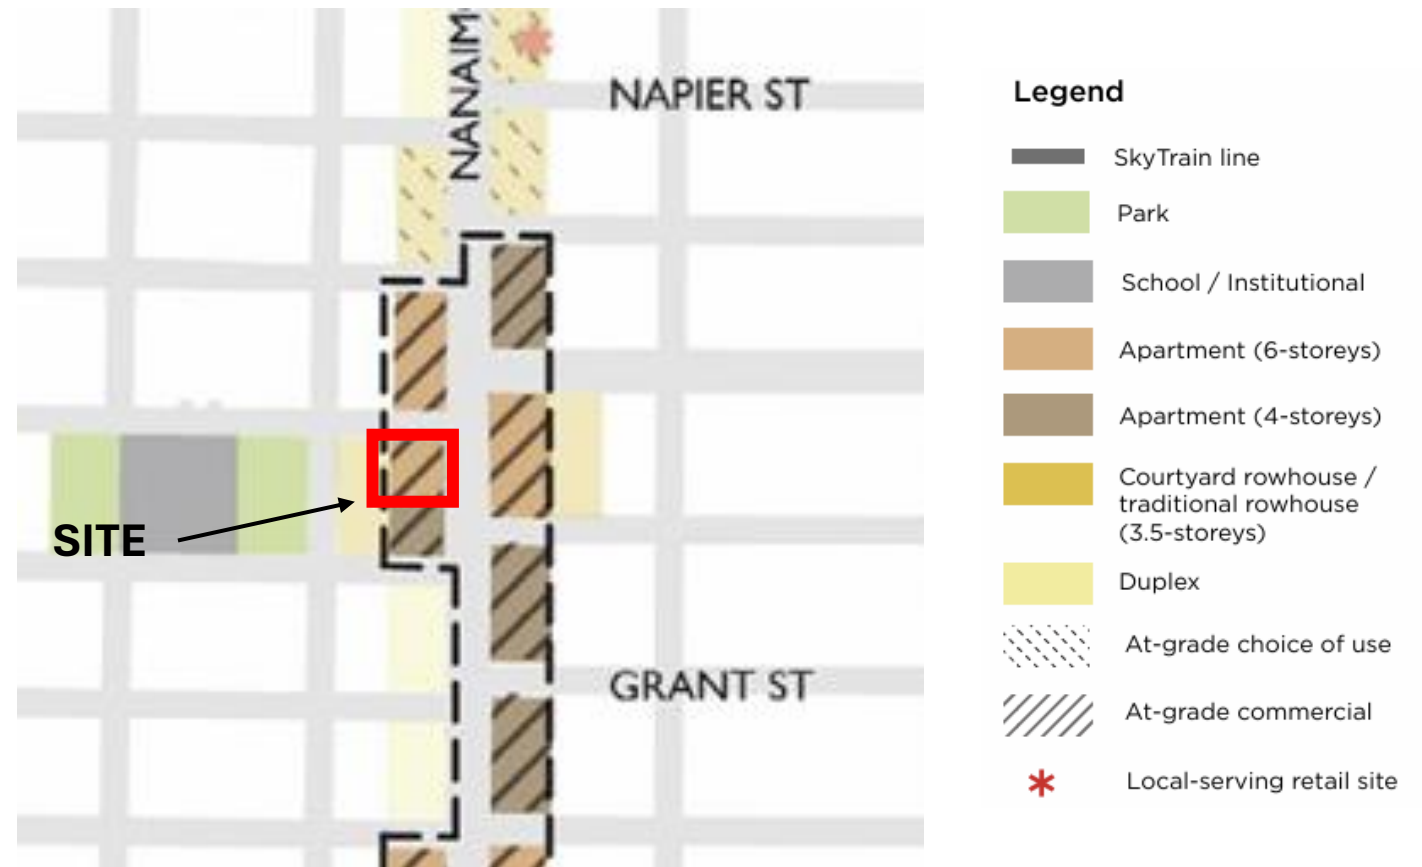 NANAIM
NAPIER ST
SITE
GRANT ST
Legend
SkyTrain line
Park
School / Institutional
Apartment (6-storeys)
Apartment (4-storeys)
Courtyard rowhouse /
traditional rowhouse
(3.5-storeys)
Duplex
At-grade choice of use
At-grade commercial
Local-serving retail site